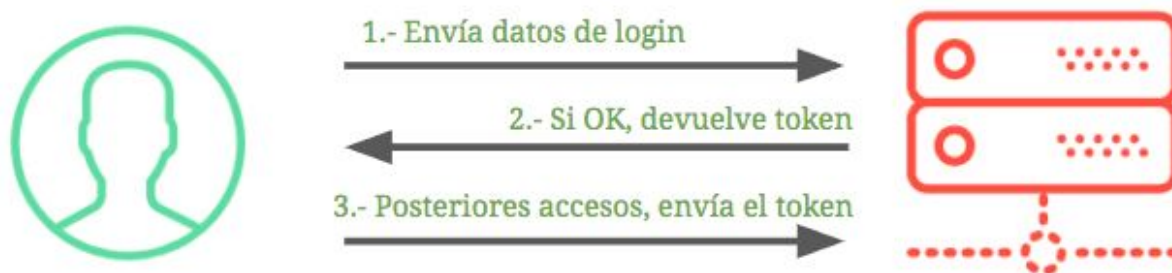 1.- Envía datos de login
2.- Si OK, devuelve token
3.- Posteriores accesos, envía el token